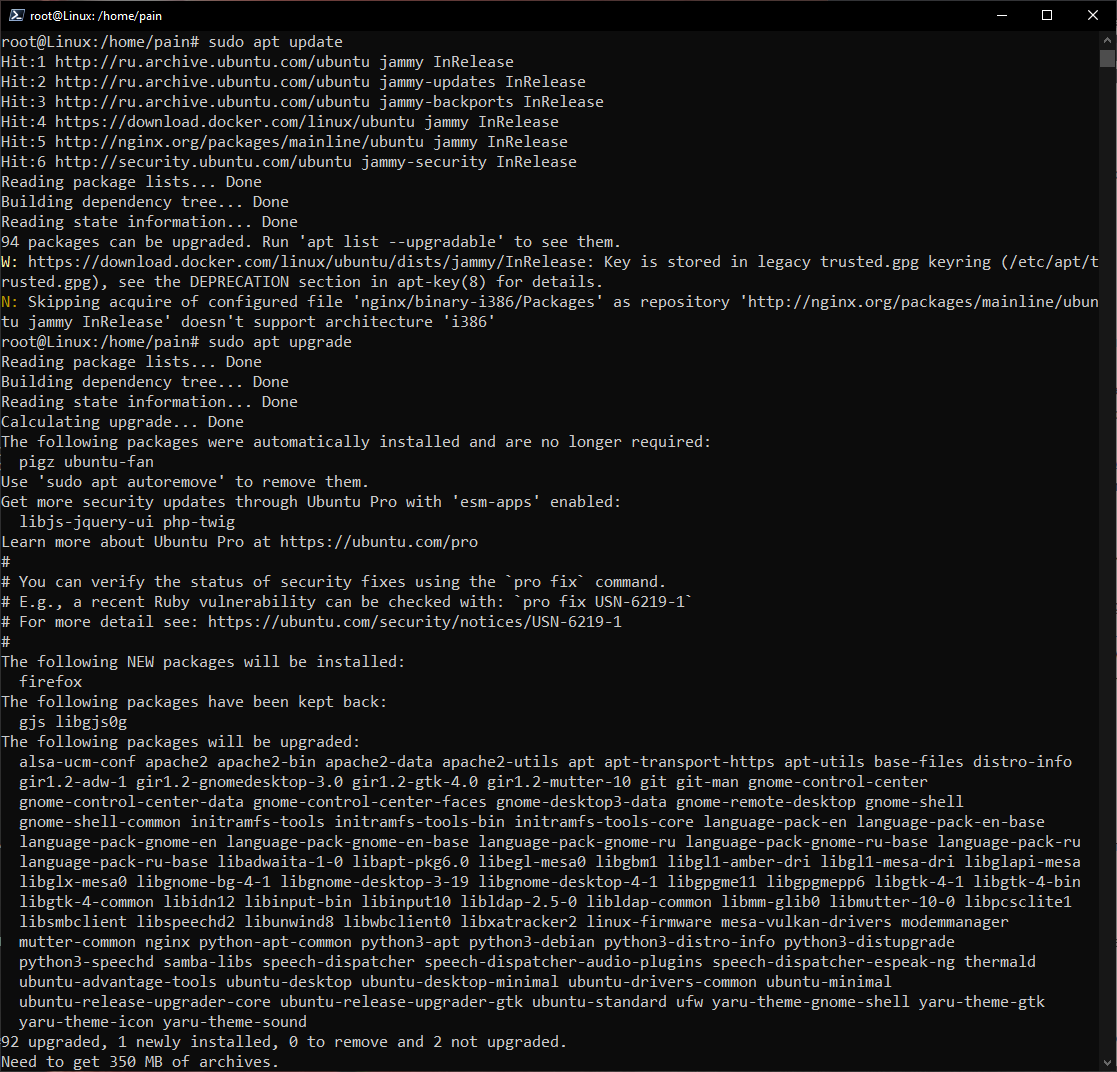 root@Linux: /home/pain
root@Linux:/home/pain# sudo apt update
Hit:1 http://ru.archive.ubuntu.com/ubuntu jammy InRelease
Hit:2 http://ru.archive.ubuntu.com/ubuntu jammy-updates InRelease
Hit:3 http://ru.archive.ubuntu.com/ubuntu jammy-backports InRelease
Hit:4 https://download.docker.com/linux/ubuntu jammy InRelease
Hit:5 http://nginx.org/packages/mainline/ubuntu jammy InRelease
Hit:6 http://security.ubuntu.com/ubuntu jammy-security InRelease
Reading package lists... Done
Building dependency tree... Done
Reading state information... Done
94 packages can be upgraded. Run 'apt list --upgradable' to see them.
W: https://download.docker.com/linux/ubuntu/dists/jammy/InRelease: Key is stored in legacy trusted.gpg keyring (/etc/apt/t
rusted.gpg), see the DEPRECATION section in apt-key(8) for details.
N: Skipping acquire of configured file 'nginx/binary-i386/Packages' as repository 'http://nginx.org/packages/mainline/ubun
tu jammy InRelease' doesn't support architecture 'i386'
root@Linux:/home/pain# sudo apt upgrade
Reading package lists... Done
Building dependency tree... Done
Reading state information... Done
Calculating upgrade... Done
The following packages were automatically installed and are no longer required:
  pigz ubuntu-fan
Use 'sudo apt autoremove' to remove them.
Get more security updates through Ubuntu Pro with 'esm-apps' enabled:
  libjs-jquery-ui php-twig
Learn more about Ubuntu Pro at https://ubuntu.com/pro
#
# You can verify the status of security fixes using the `pro fix` command.
# E.g., a recent Ruby vulnerability can be checked with: `pro fix USN-6219-1`
# For more detail see: https://ubuntu.com/security/notices/USN-6219-1
#
The following NEW packages will be installed:
  firefox
The following packages have been kept back:
  gjs libgjs0g
The following packages will be upgraded:
  alsa-ucm-conf apache2 apache2-bin apache2-data apache2-utils apt apt-transport-https apt-utils base-files distro-info
  gir1.2-adw-1 gir1.2-gnomedesktop-3.0 gir1.2-gtk-4.0 gir1.2-mutter-10 git git-man gnome-control-center
  gnome-control-center-data gnome-control-center-faces gnome-desktop3-data gnome-remote-desktop gnome-shell
  gnome-shell-common initramfs-tools initramfs-tools-bin initramfs-tools-core language-pack-en language-pack-en-base
  language-pack-gnome-en language-pack-gnome-en-base language-pack-gnome-ru language-pack-gnome-ru-base language-pack-ru
  language-pack-ru-base libadwaita-1-0 libapt-pkg6.0 libegl-mesa0 libgbm1 libgl1-amber-dri libgl1-mesa-dri libglapi-mesa
  libglx-mesa0 libgnome-bg-4-1 libgnome-desktop-3-19 libgnome-desktop-4-1 libgpgme11 libgpgmepp6 libgtk-4-1 libgtk-4-bin
  libgtk-4-common libidn12 libinput-bin libinput10 libldap-2.5-0 libldap-common libmm-glib0 libmutter-10-0 libpcsclite1
  libsmbclient libspeechd2 libunwind8 libwbclient0 libxatracker2 linux-firmware mesa-vulkan-drivers modemmanager
  mutter-common nginx python-apt-common python3-apt python3-debian python3-distro-info python3-distupgrade
  python3-speechd samba-libs speech-dispatcher speech-dispatcher-audio-plugins speech-dispatcher-espeak-ng thermald
  ubuntu-advantage-tools ubuntu-desktop ubuntu-desktop-minimal ubuntu-drivers-common ubuntu-minimal
  ubuntu-release-upgrader-core ubuntu-release-upgrader-gtk ubuntu-standard ufw yaru-theme-gnome-shell yaru-theme-gtk
  yaru-theme-icon yaru-theme-sound
92 upgraded, 1 newly installed, 0 to remove and 2 not upgraded.
Need to get 350 MB of archives.